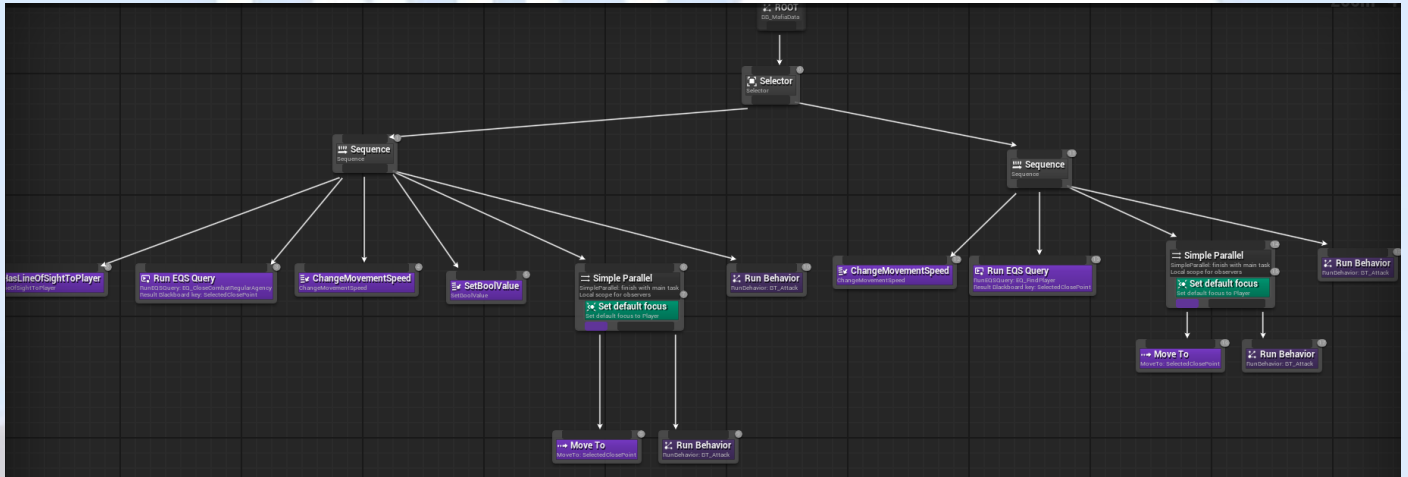 ROOT
BB_MafiaData
Selector
Selector
Sequence
Sequence
Sequence
Sequence
HasLineOfSightToPlayer
Run EQS Query
RunEQSQuery: EQ_CloseCombatRegularAgency
Result Blackboard key: SelectedClosePoint
ChangeMovementSpeed
ChangeMovementSpeed
SetBoolValue
SetBoolValue
Simple Parallel
SimpleParallel: finish with main task
Local scope for observers
Set default focus
Set default focus to Player
Run Behavior
RunBehavior: BT_Attack
ChangeMovementSpeed
ChangeMovementSpeed
Run EQS Query
RunEQSQuery: EQ_FindPlayer
Result Blackboard key: SelectedClosePoint
Simple Parallel
SimpleParallel: finish with main task
Local scope for observers
Set default focus
Set default focus to Player
Run Behavior
RunBehavior: BT_Attack
Move To
MoveTo: SelectedClosePoint
Run Behavior
RunBehavior: BT_Attack
Move To
MoveTo: SelectedClosePoint
Run Behavior
RunBehavior: BT_Attack